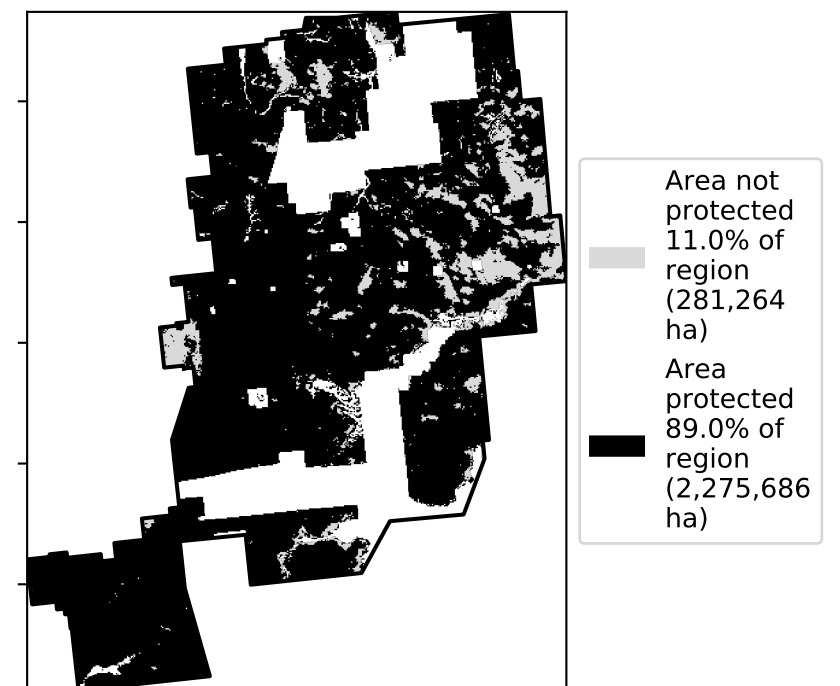 Area not
protected
11.0% of
region
(281,264
ha)
Area
protected
89.0% of
region
(2,275,686
ha)